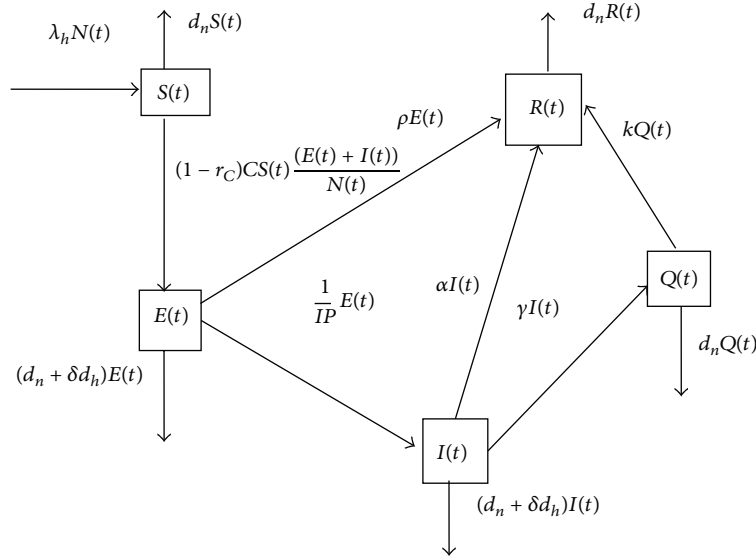 λ_h N(t)
d_n S(t)
S(t)
d_n R(t)
R(t)
ρE(t)
kQ(t)
(1 − r_C)CS(t) (E(t) + I(t))/N(t)
E(t)
1/IP E(t)
αI(t)
γI(t)
Q(t)
(d_n + δd_h)E(t)
d_n Q(t)
I(t)
(d_n + δd_h)I(t)